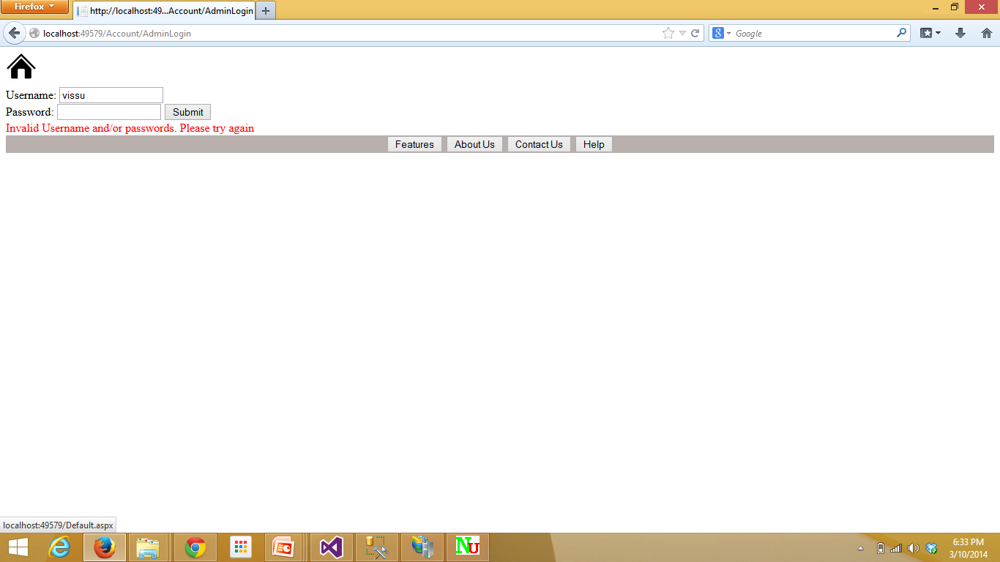 Firefox
http://localhost:49...Account/AdminLogin
localhost:49579/Account/AdminLogin
Google
Username: vissu
Password: Submit
Invalid Username and/or passwords. Please try again
Features About Us Contact Us Help
localhost:49579/Default.aspx
NU
6:33 PM
3/10/2014